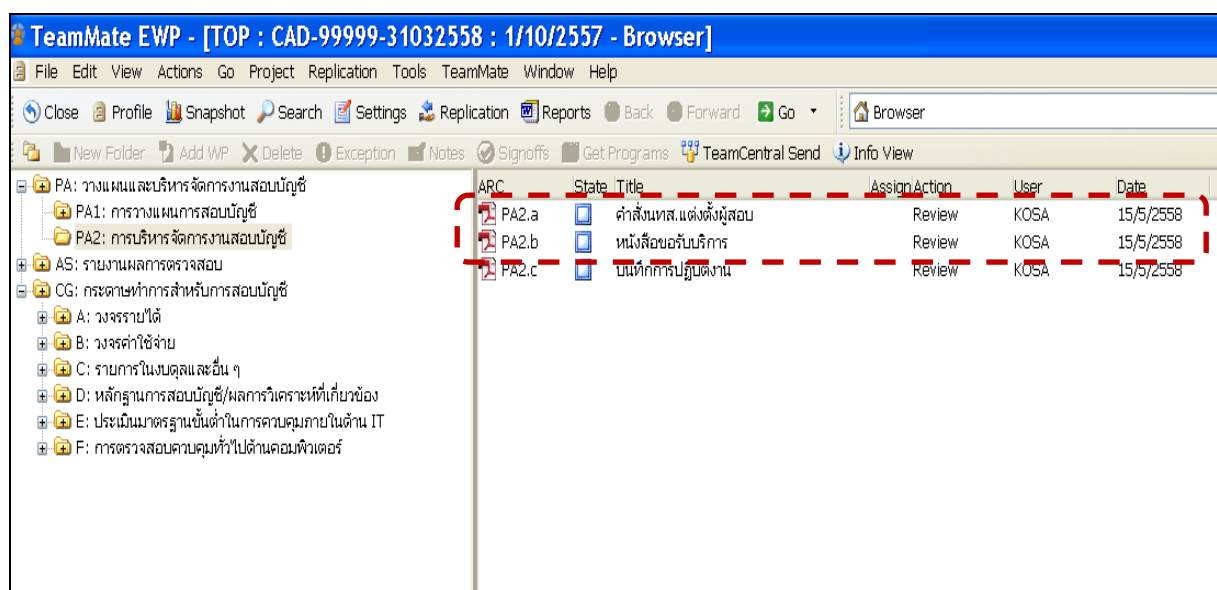 TeamMate EWP - [TOP : CAD-99999-31032558 : 1/10/2557 - Browser]
File Edit View Actions Go Project Replication Tools TeamMate Window Help
Close Profile Snapshot Search Settings Replication Reports Back Forward Go Browser
New Folder Add WP Delete Exception Notes Signoffs Get Programs TeamCentral Send Info View
PA: วางแผนและบริหารจัดการงานสอบบัญชี
PA1: การวางแผนการสอบบัญชี
PA2: การบริหารจัดการงานสอบบัญชี
AS: รายงานผลการตรวจสอบ
CG: กระดาษทำการสำหรับการสอบบัญชี
A: วงจรรายได้
B: วงจรค่าใช้จ่าย
C: รายการในงบดุลและอื่น ๆ
D: หลักฐานการสอบบัญชี/ผลการวิเคราะห์ที่เกี่ยวข้อง
E: ประเมินมาตรฐานขั้นต่ำในการควบคุมภายในด้าน IT
F: การตรวจสอบควบคุมทั่วไปด้านคอมพิวเตอร์
ARC State Title Assign Action User Date
PA2.a คำสั่งนทส.แต่งตั้งผู้สอบ Review KOSA 15/5/2558
PA2.b หนังสือขอรับบริการ Review KOSA 15/5/2558
PA2.c บันทึกการปฏิบัติงาน Review KOSA 15/5/2558